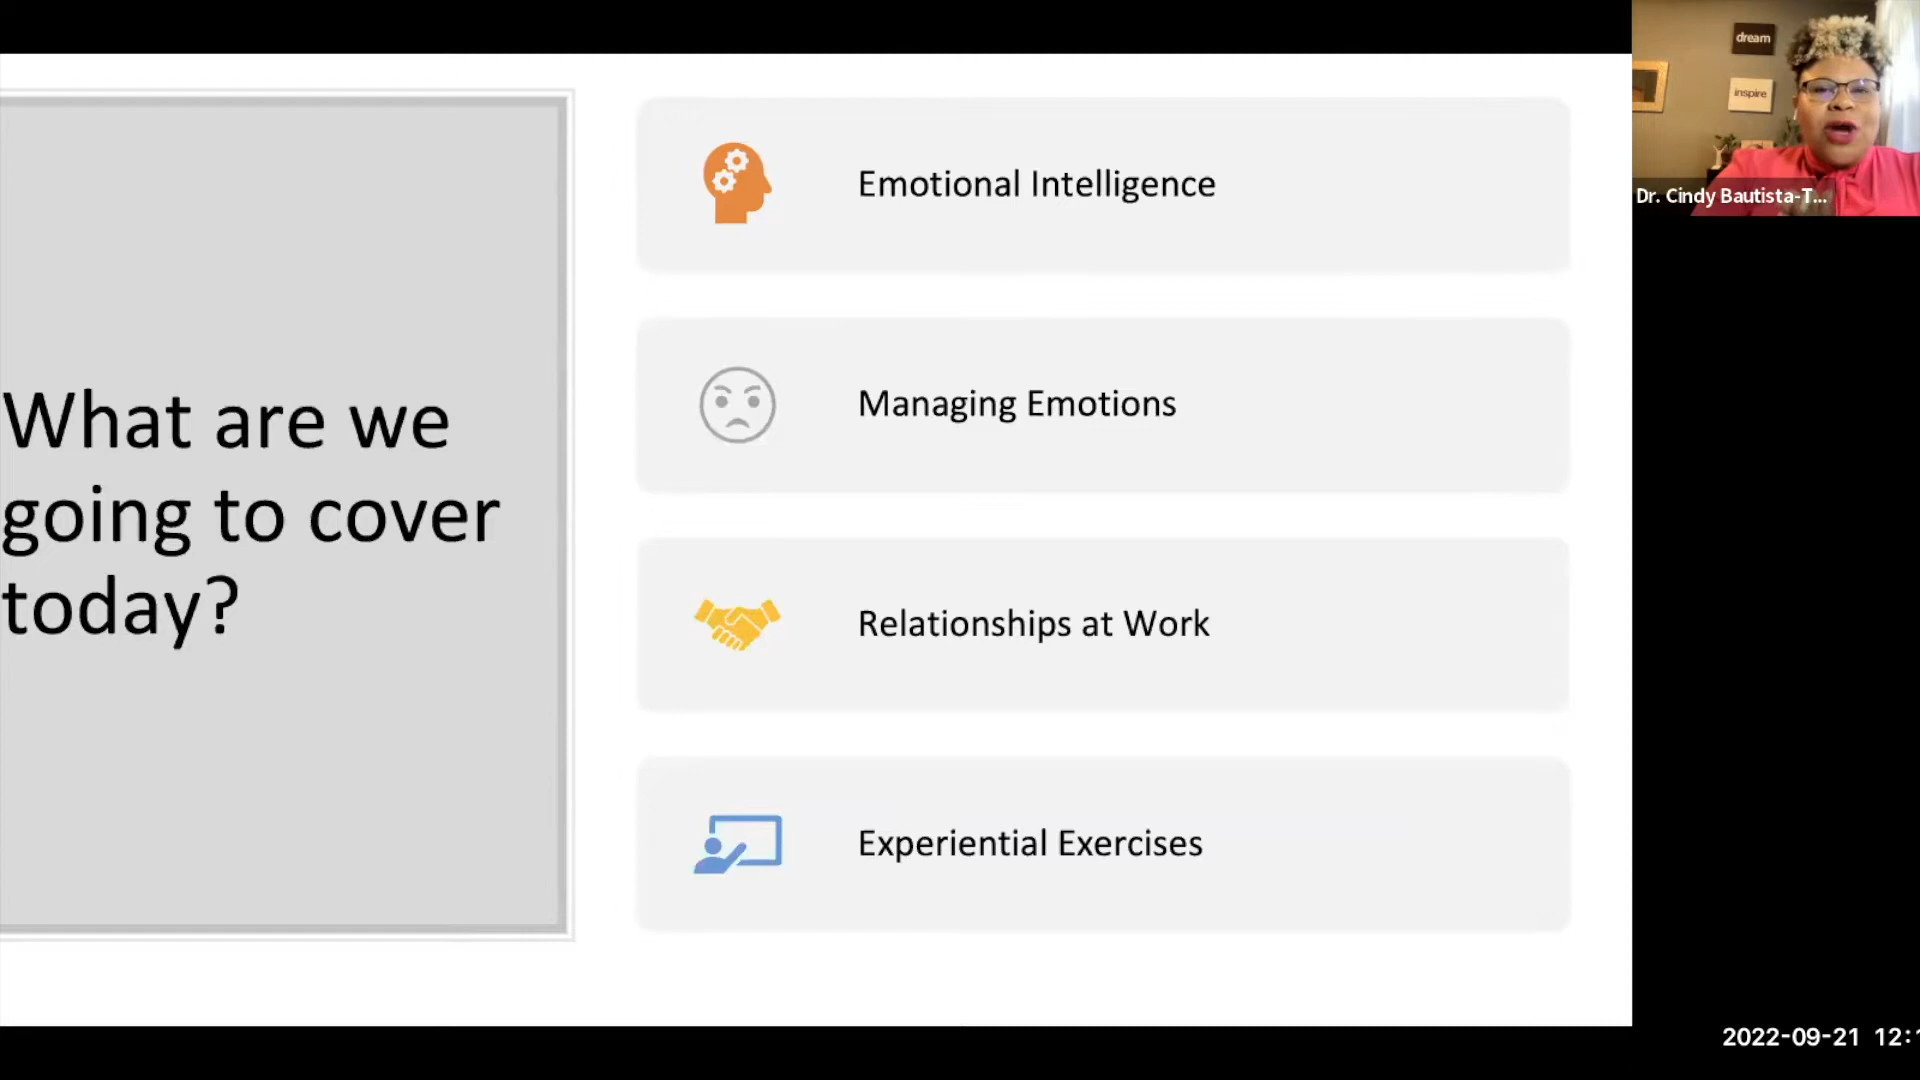 What are we
going to cover
today?
Emotional Intelligence
Managing Emotions
Relationships at Work
Experiential Exercises
dream
inspire
Dr. Cindy Bautista-T...
2022-09-21 12: